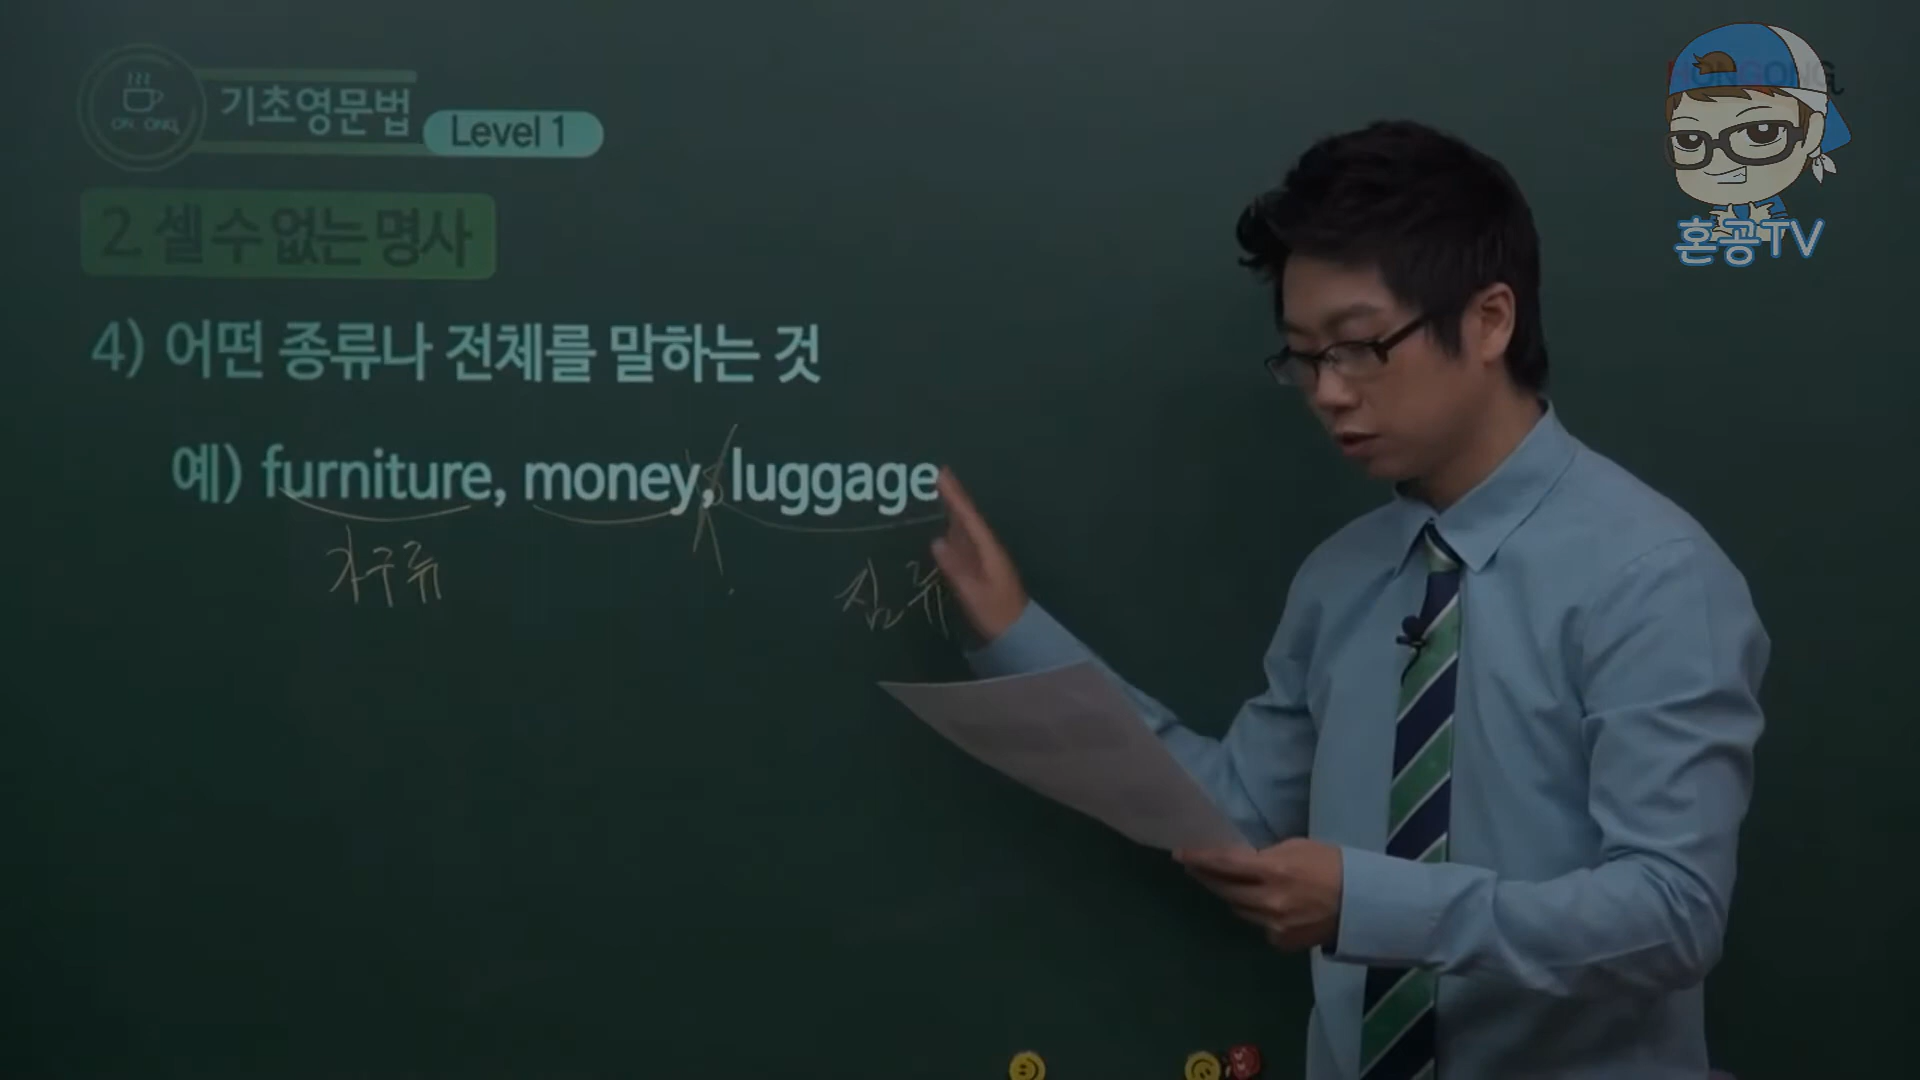 HONGONG
기초영문법
Level 1
2. 셀 수 없는 명사
혼공TV
4) 어떤 종류나 전체를 말하는 것
예) furniture, money, luggage
가구류
짐류